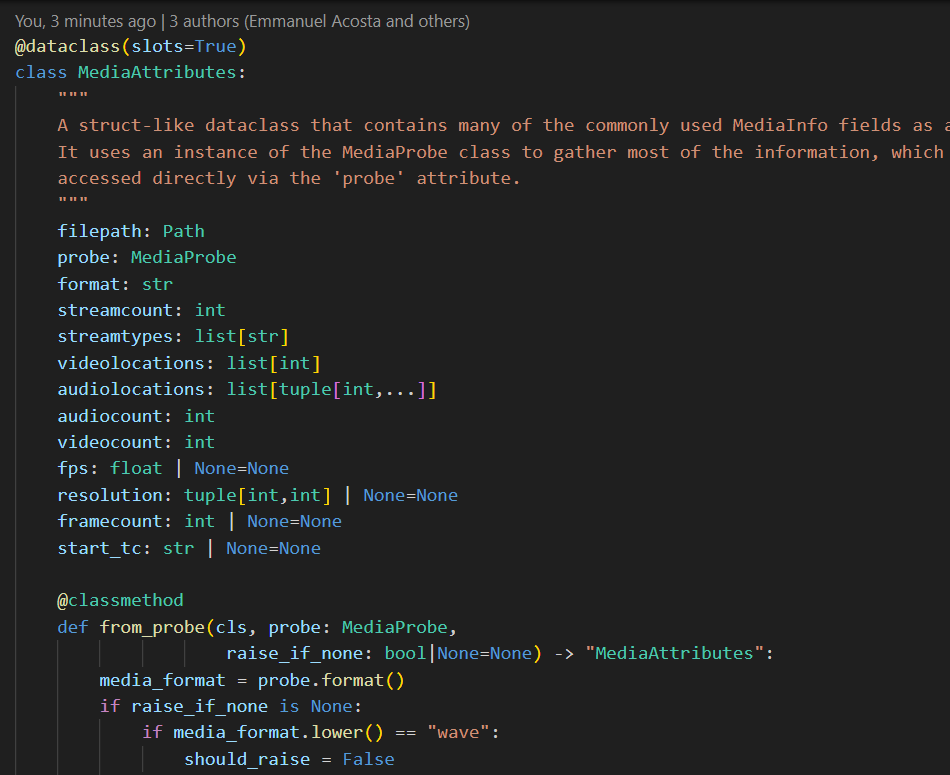 You, 3 minutes ago | 3 authors (Emmanuel Acosta and others)
@dataclass(slots=True)
class MediaAttributes:
    """
    A struct-like dataclass that contains many of the commonly used MediaInfo fields as
    It uses an instance of the MediaProbe class to gather most of the information, which
    accessed directly via the 'probe' attribute.
    """
    filepath: Path
    probe: MediaProbe
    format: str
    streamcount: int
    streamtypes: list[str]
    videolocations: list[int]
    audiolocations: list[tuple[int,...]]
    audiocount: int
    videocount: int
    fps: float | None=None
    resolution: tuple[int,int] | None=None
    framecount: int | None=None
    start_tc: str | None=None
    @classmethod
    def from_probe(cls, probe: MediaProbe,
                    raise_if_none: bool|None=None) -> "MediaAttributes":
        media_format = probe.format()
        if raise_if_none is None:
            if media_format.lower() == "wave":
                should_raise = False